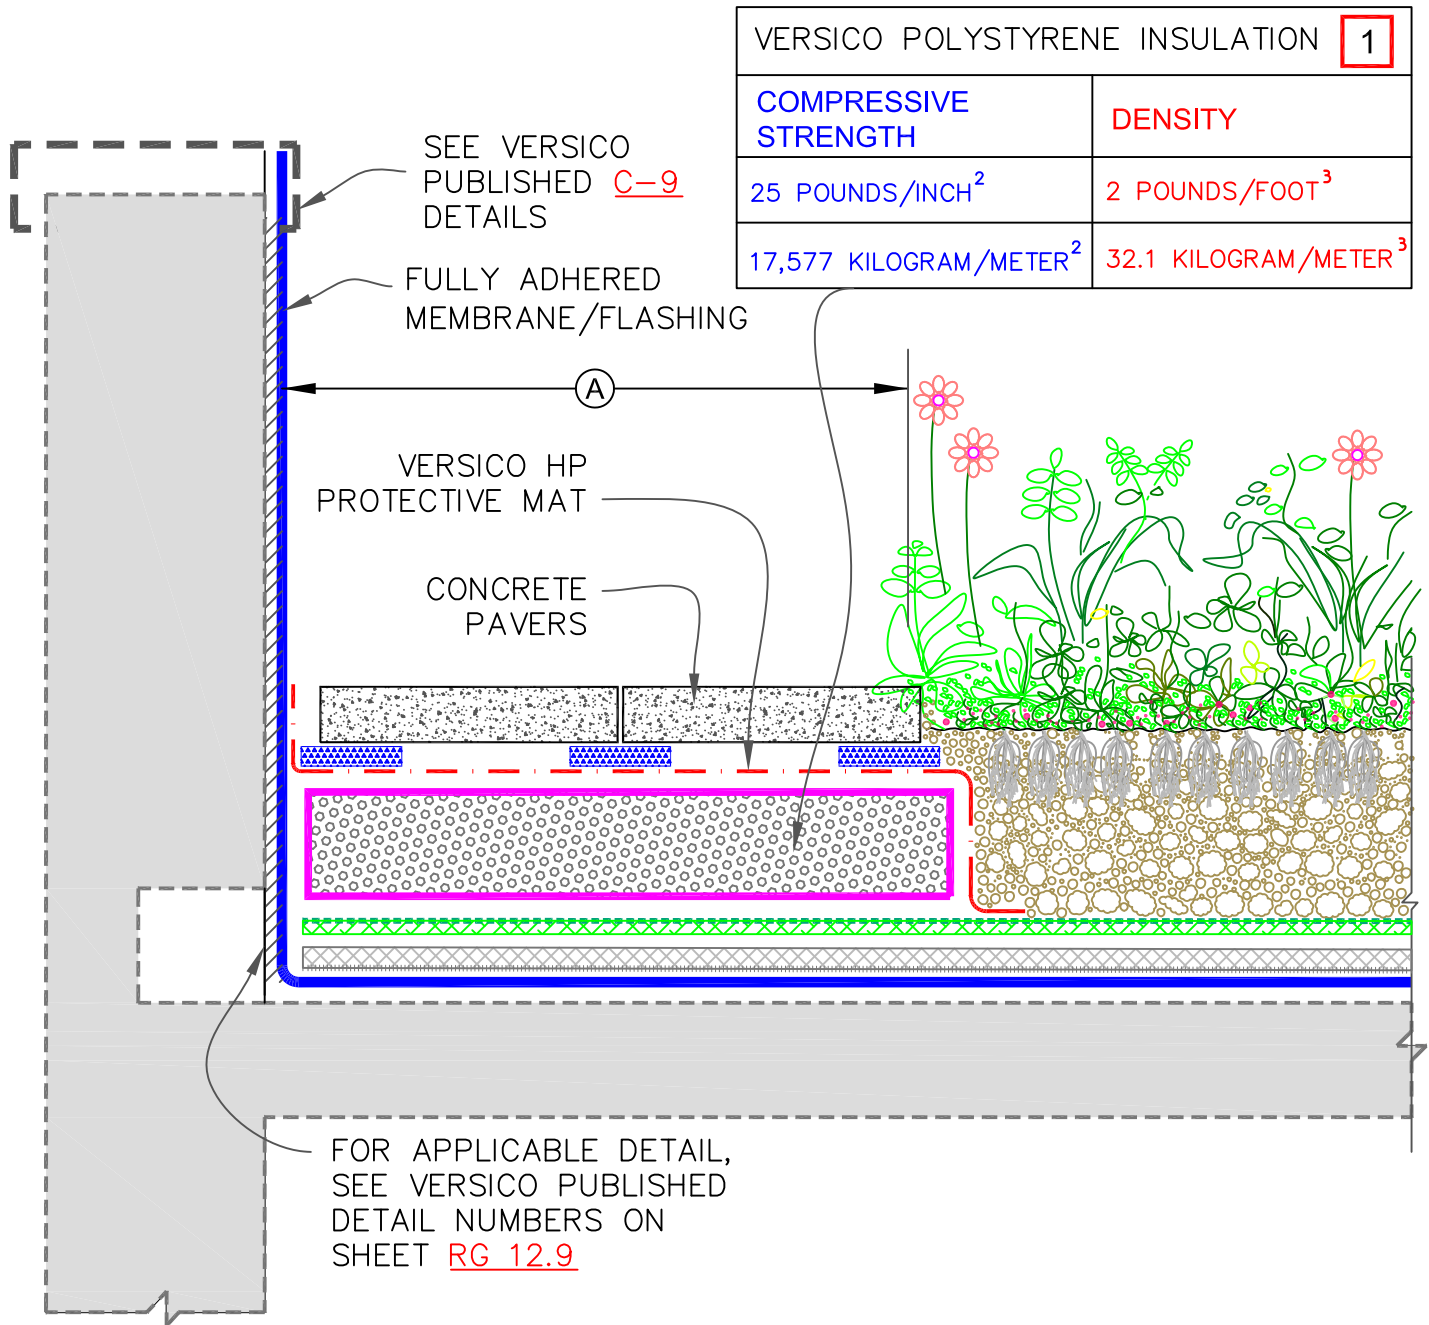 VERSICO POLYSTYRENE INSULATION 1
COMPRESSIVE
STRENGTH
DENSITY
25 POUNDS/INCH²
2 POUNDS/FOOT³
17,577 KILOGRAM/METER²
32.1 KILOGRAM/METER³
SEE VERSICO
PUBLISHED C-9
DETAILS
FULLY ADHERED
MEMBRANE/FLASHING
A
VERSICO HP
PROTECTIVE MAT
CONCRETE
PAVERS
FOR APPLICABLE DETAIL,
SEE VERSICO PUBLISHED
DETAIL NUMBERS ON
SHEET RG 12.9